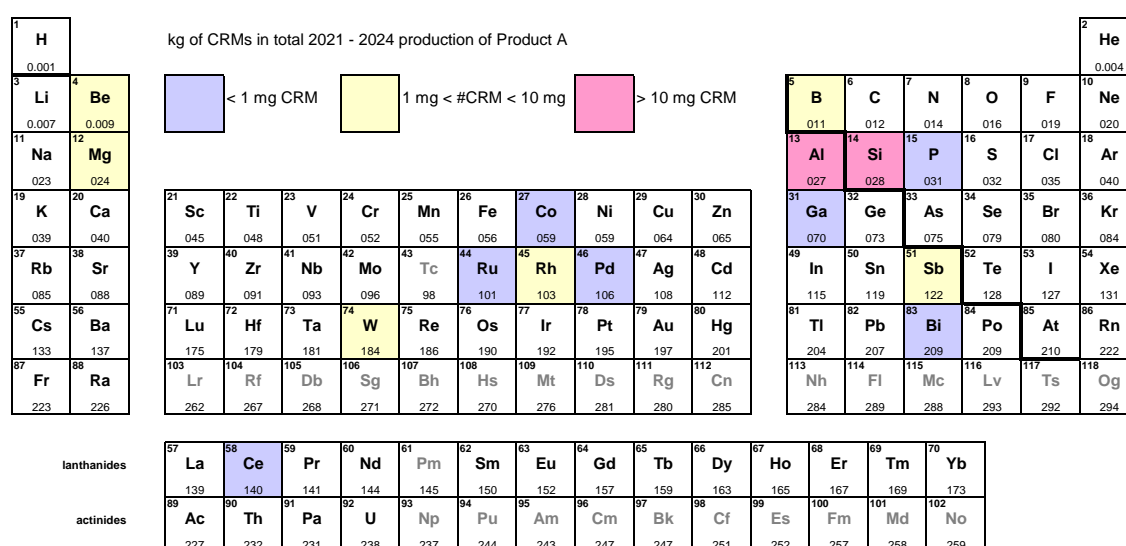 1 2
H kg of CRMs in total 2021 - 2024 production of Product A He
0.001 0.004
3 4 5 6 7 8 9 10
Li Be < 1 mg CRM 1 mg < #CRM < 10 mg > 10 mg CRM B C N O F Ne
0.007 0.009 011 012 014 016 019 020
11 12 13 14 15 16 17 18
Na Mg Al Si P S Cl Ar
023 024 027 028 031 032 035 040
19 20 21 22 23 24 25 26 27 28 29 30 31 32 33 34 35 36
K Ca Sc Ti V Cr Mn Fe Co Ni Cu Zn Ga Ge As Se Br Kr
039 040 045 048 051 052 055 056 059 059 064 065 070 073 075 079 080 084
37 38 39 40 41 42 43 44 45 46 47 48 49 50 51 52 53 54
Rb Sr Y Zr Nb Mo Tc Ru Rh Pd Ag Cd In Sn Sb Te I Xe
085 088 089 091 093 096 98 101 103 106 108 112 115 119 122 128 127 131
55 56 71 72 73 74 75 76 77 78 79 80 81 82 83 84 85 86
Cs Ba Lu Hf Ta W Re Os Ir Pt Au Hg Tl Pb Bi Po At Rn
133 137 175 179 181 184 186 190 192 195 197 201 204 207 209 209 210 222
87 88 103 104 105 106 107 108 109 110 111 112 113 114 115 116 117 118
Fr Ra Lr Rf Db Sg Bh Hs Mt Ds Rg Cn Nh Fl Mc Lv Ts Og
223 226 262 267 268 271 272 270 276 281 280 285 284 289 288 293 292 294
57 58 59 60 61 62 63 64 65 66 67 68 69 70
lanthanides La Ce Pr Nd Pm Sm Eu Gd Tb Dy Ho Er Tm Yb
139 140 141 144 145 150 152 157 159 163 165 167 169 173
89 90 91 92 93 94 95 96 97 98 99 100 101 102
actinides Ac Th Pa U Np Pu Am Cm Bk Cf Es Fm Md No
227 232 231 238 237 244 243 247 247 251 252 257 258 259